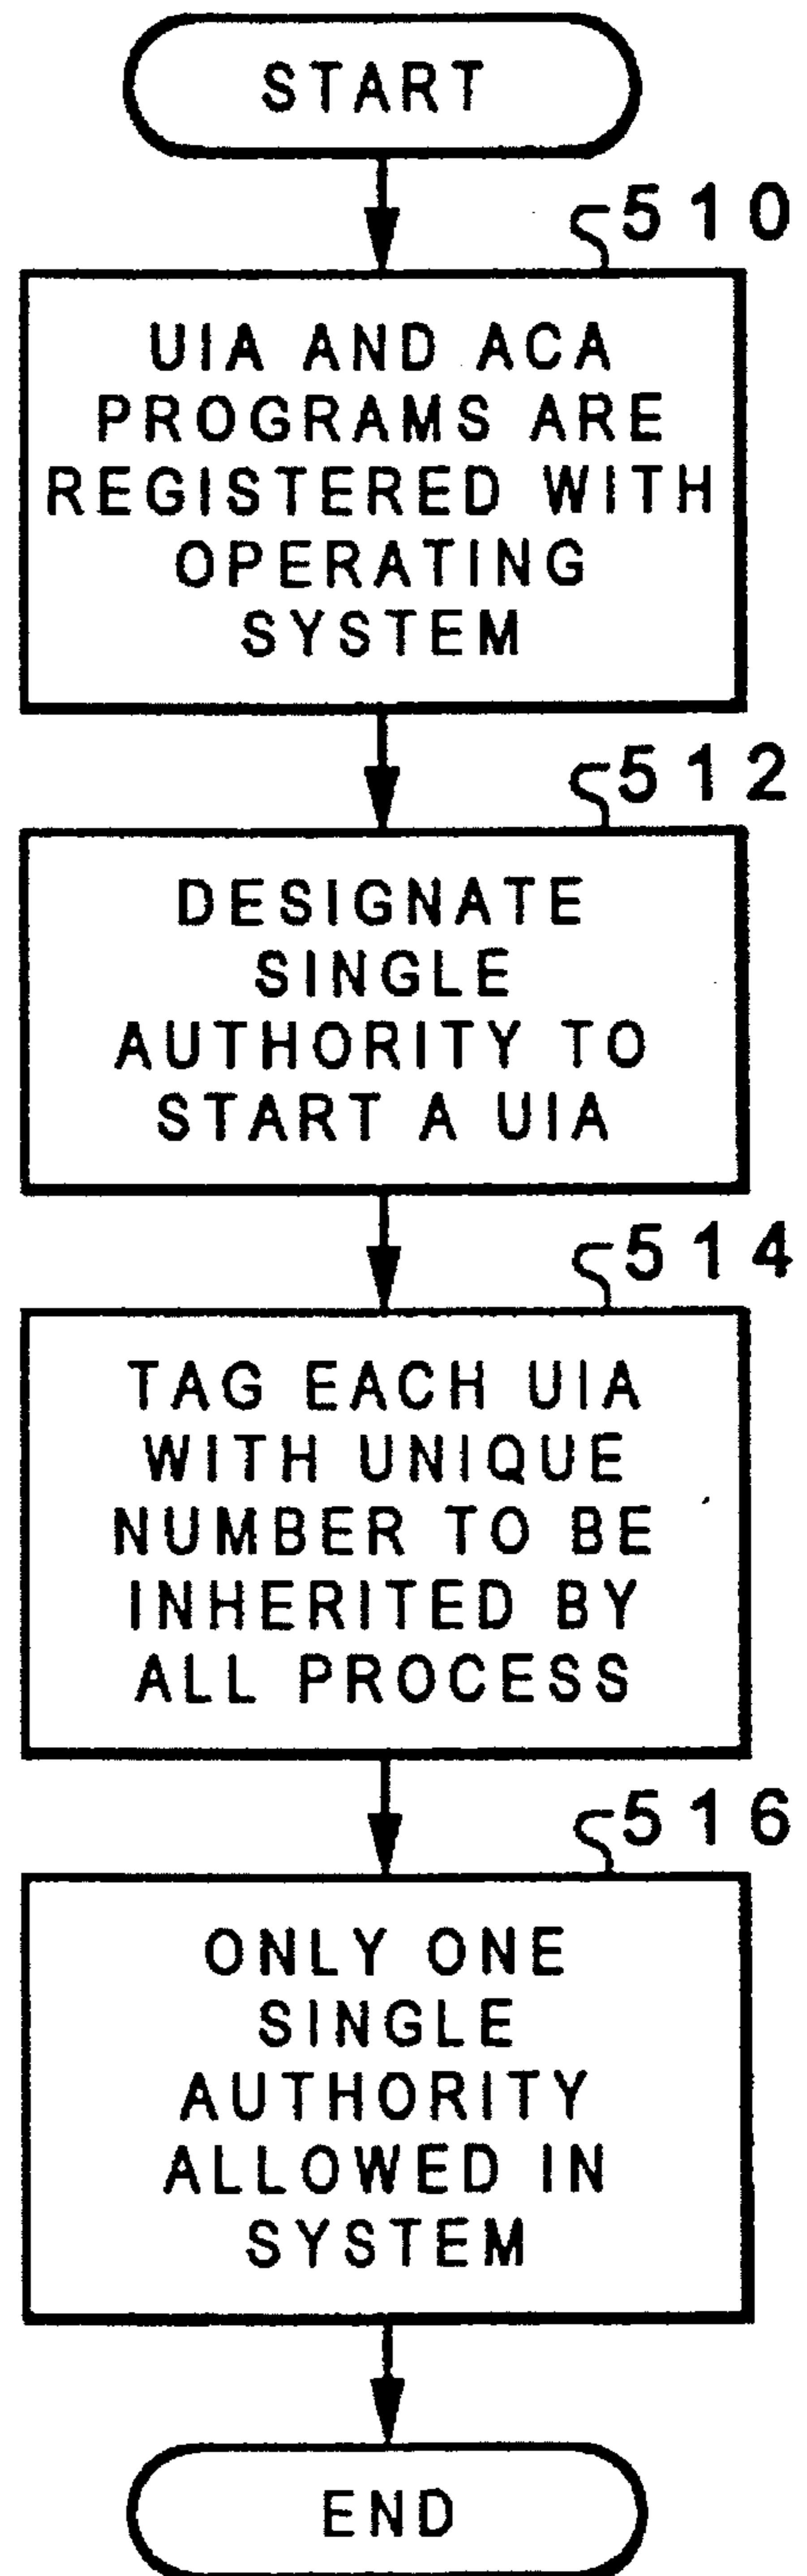 START
510
UIA AND ACA
PROGRAMS ARE
REGISTERED WITH
OPERATING
SYSTEM
512
DESIGNATE
SINGLE
AUTHORITY TO
START A UIA
514
TAG EACH UIA
WITH UNIQUE
NUMBER TO BE
INHERITED BY
ALL PROCESS
516
ONLY ONE
SINGLE
AUTHORITY
ALLOWED IN
SYSTEM
END